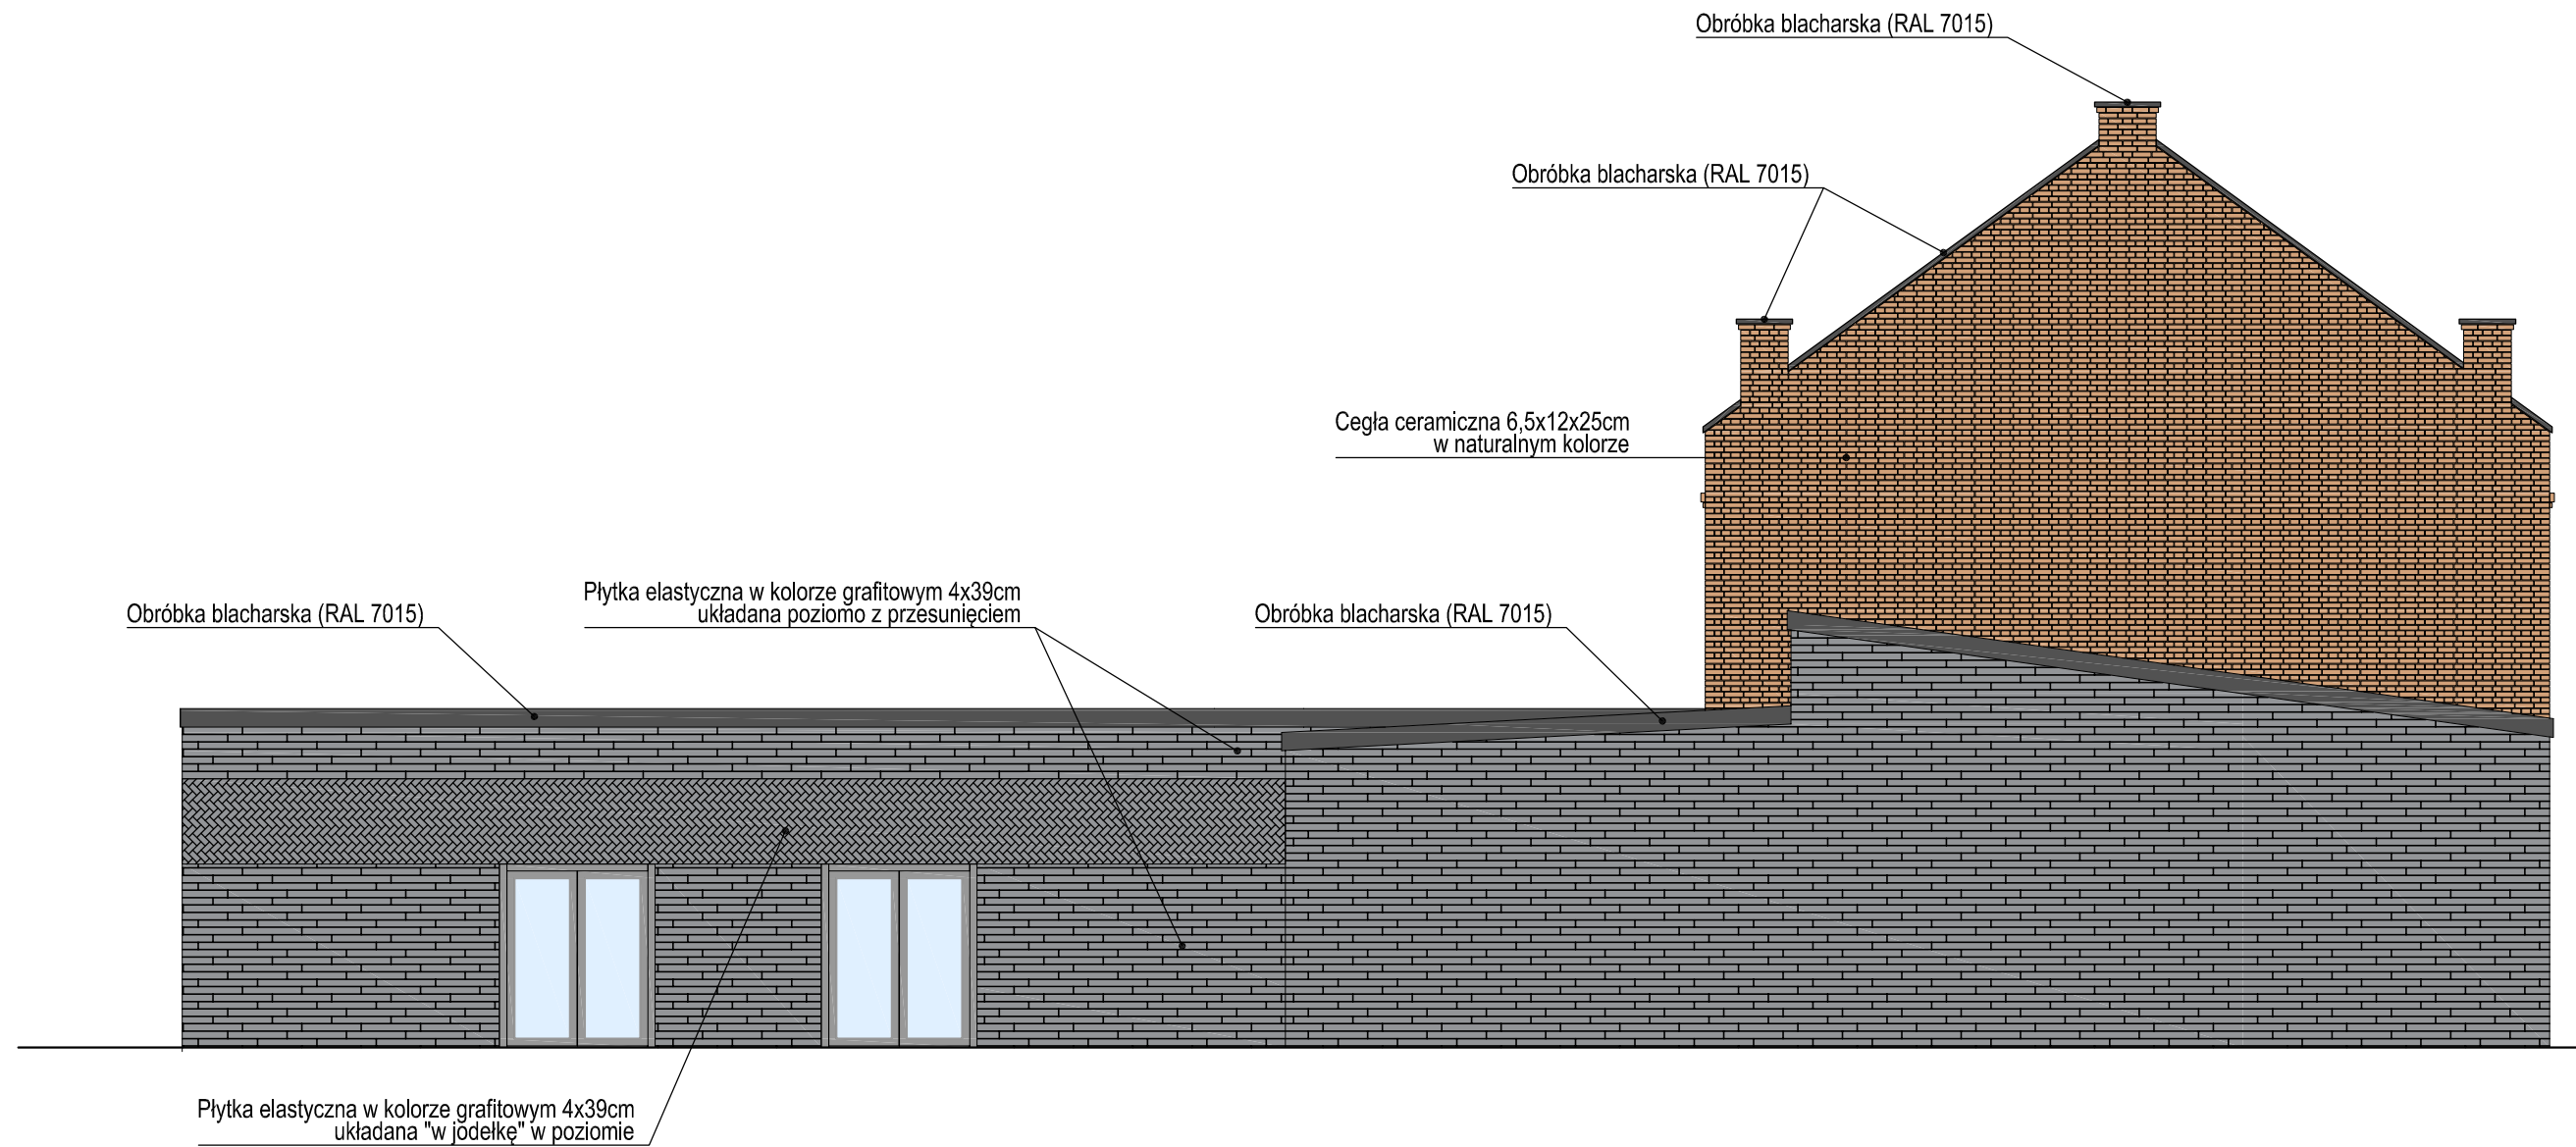 Obróbka blacharska (RAL 7015)
Obróbka blacharska (RAL 7015)
Cegła ceramiczna 6,5x12x25cm
w naturalnym kolorze
Płytka elastyczna w kolorze grafitowym 4x39cm
układana poziomo z przesunięciem
Obróbka blacharska (RAL 7015)
Obróbka blacharska (RAL 7015)
Płytka elastyczna w kolorze grafitowym 4x39cm
układana "w jodełkę" w poziomie